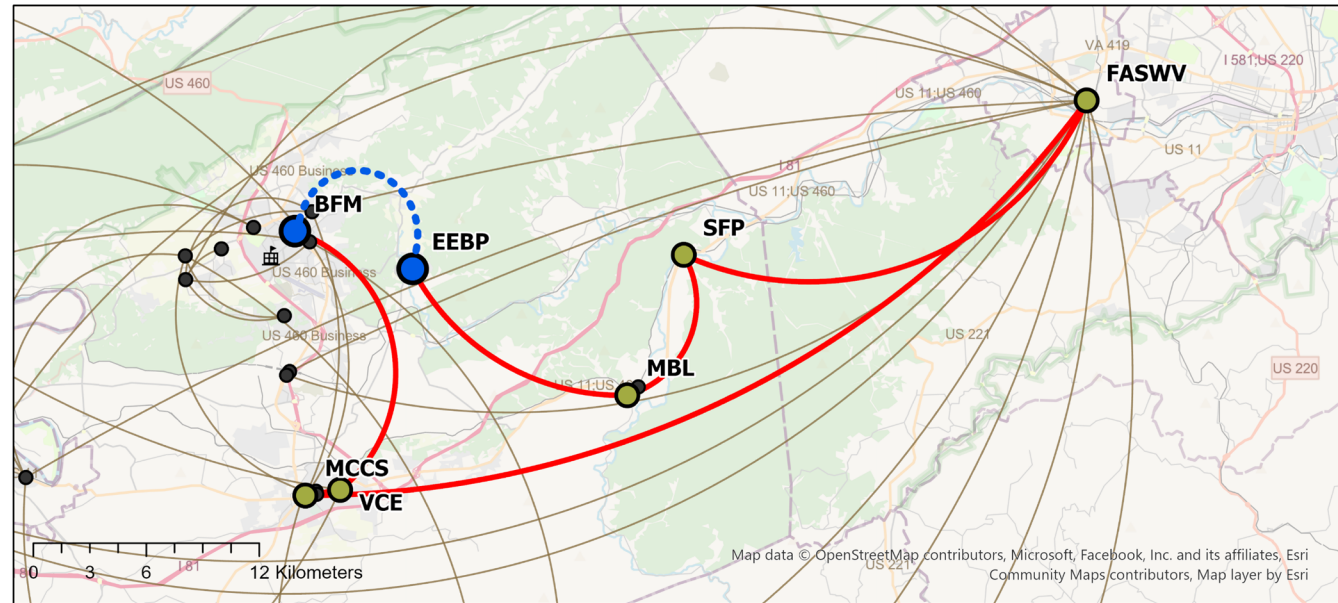 VA 419
I 581;US 220
FASWV
US 460
US 11;US 460
US 11
I 81
US 460 Business
US 11;US 460
BFM
SFP
EEBP
US 460 Business
US 460 Business
US 221
MBL
US 220
US 11;US
MCCS
VCE
0 3 6 12 Kilometers
I 81
US 221
Map data © OpenStreetMap contributors, Microsoft, Facebook, Inc. and its affiliates, Esri
Community Maps contributors, Map layer by Esri